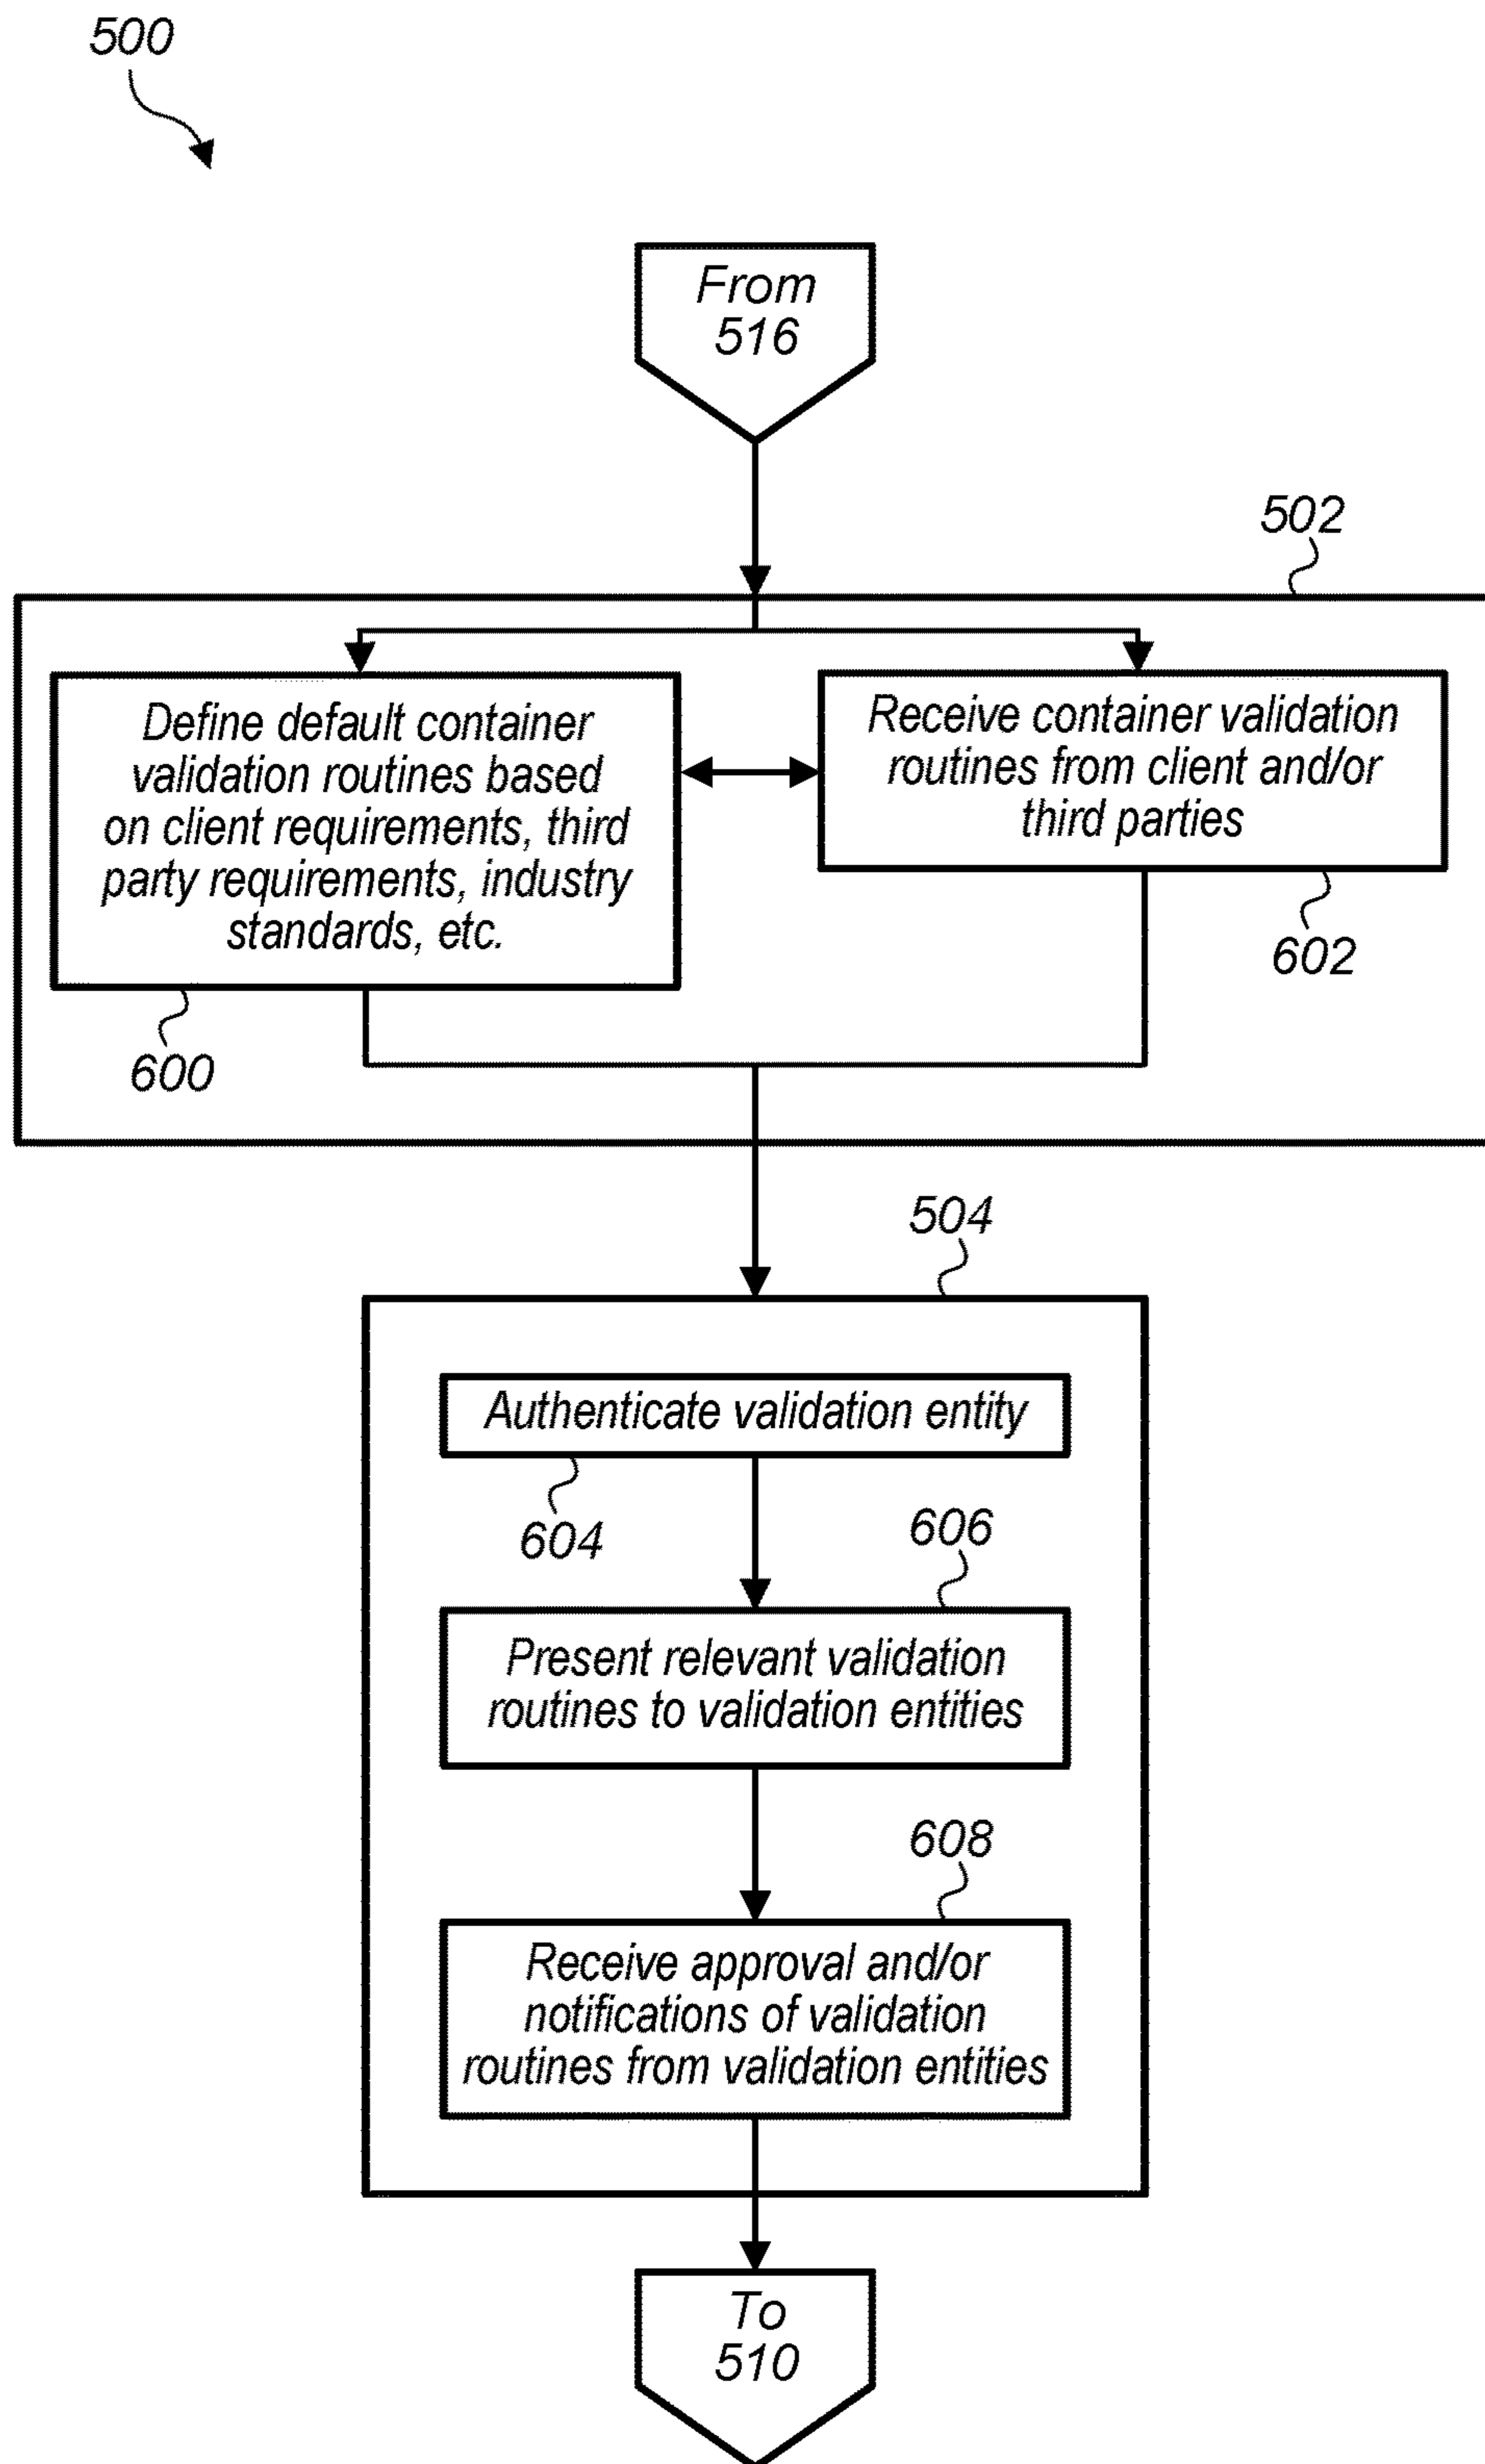 500
From
516
502
Define default container
validation routines based
on client requirements, third
party requirements, industry
standards, etc.
Receive container validation
routines from client and/or
third parties
602
600
504
Authenticate validation entity
604
606
Present relevant validation
routines to validation entities
608
Receive approval and/or
notifications of validation
routines from validation entities
To
510